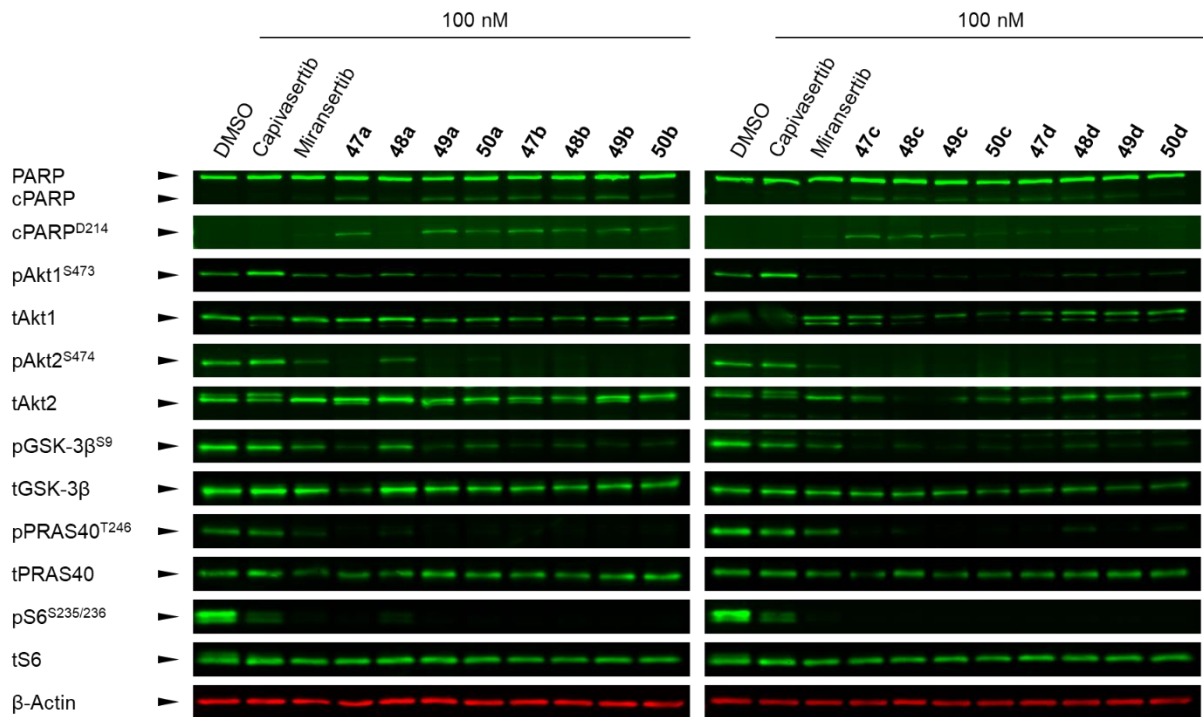 100 nM
100 nM
DMSO
Capivasertib
Miransertib
47a
48a
49a
50a
47b
48b
49b
50b
DMSO
Capivasertib
Miransertib
47c
48c
49c
50c
47d
48d
49d
50d
PARP
cPARP
cPARP^D214
pAkt1^S473
tAkt1
pAkt2^S474
tAkt2
pGSK-3β^S9
tGSK-3β
pPRAS40^T246
tPRAS40
pS6^S235/236
tS6
β-Actin